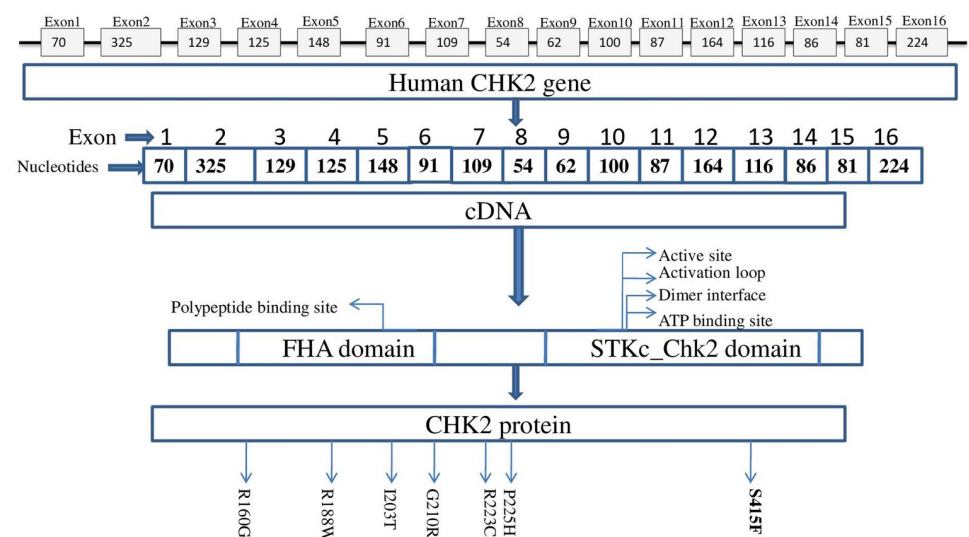 Exon1 Exon2 Exon3 Exon4 Exon5 Exon6 Exon7 Exon8 Exon9 Exon10 Exon11 Exon12 Exon13 Exon14 Exon15 Exon16
70 325 129 125 148 91 109 54 62 100 87 164 116 86 81 224
Human CHK2 gene
Exon 1 2 3 4 5 6 7 8 9 10 11 12 13 14 15 16
Nucleotides 70 325 129 125 148 91 109 54 62 100 87 164 116 86 81 224
cDNA
Active site
Activation loop
Dimer interface
Polypeptide binding site
ATP binding site
FHA domain STKc_Chk2 domain
CHK2 protein
R160G
R188W
I203T
G210R
R223C
P225H
S415F